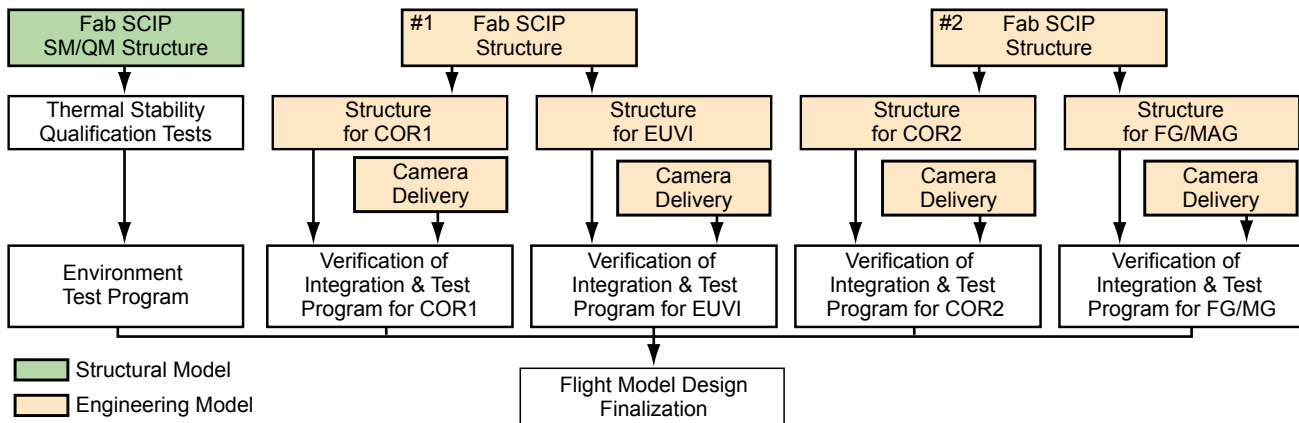 Fab SCIP
SM/QM Structure
#1
Fab SCIP
Structure
#2
Fab SCIP
Structure
Thermal Stability
Qualification Tests
Structure
for COR1
Structure
for EUVI
Structure
for COR2
Structure
for FG/MAG
Camera
Delivery
Camera
Delivery
Camera
Delivery
Camera
Delivery
Environment
Test Program
Verification of
Integration & Test
Program for COR1
Verification of
Integration & Test
Program for EUVI
Verification of
Integration & Test
Program for COR2
Verification of
Integration & Test
Program for FG/MG
Structural Model
Engineering Model
Flight Model Design
Finalization